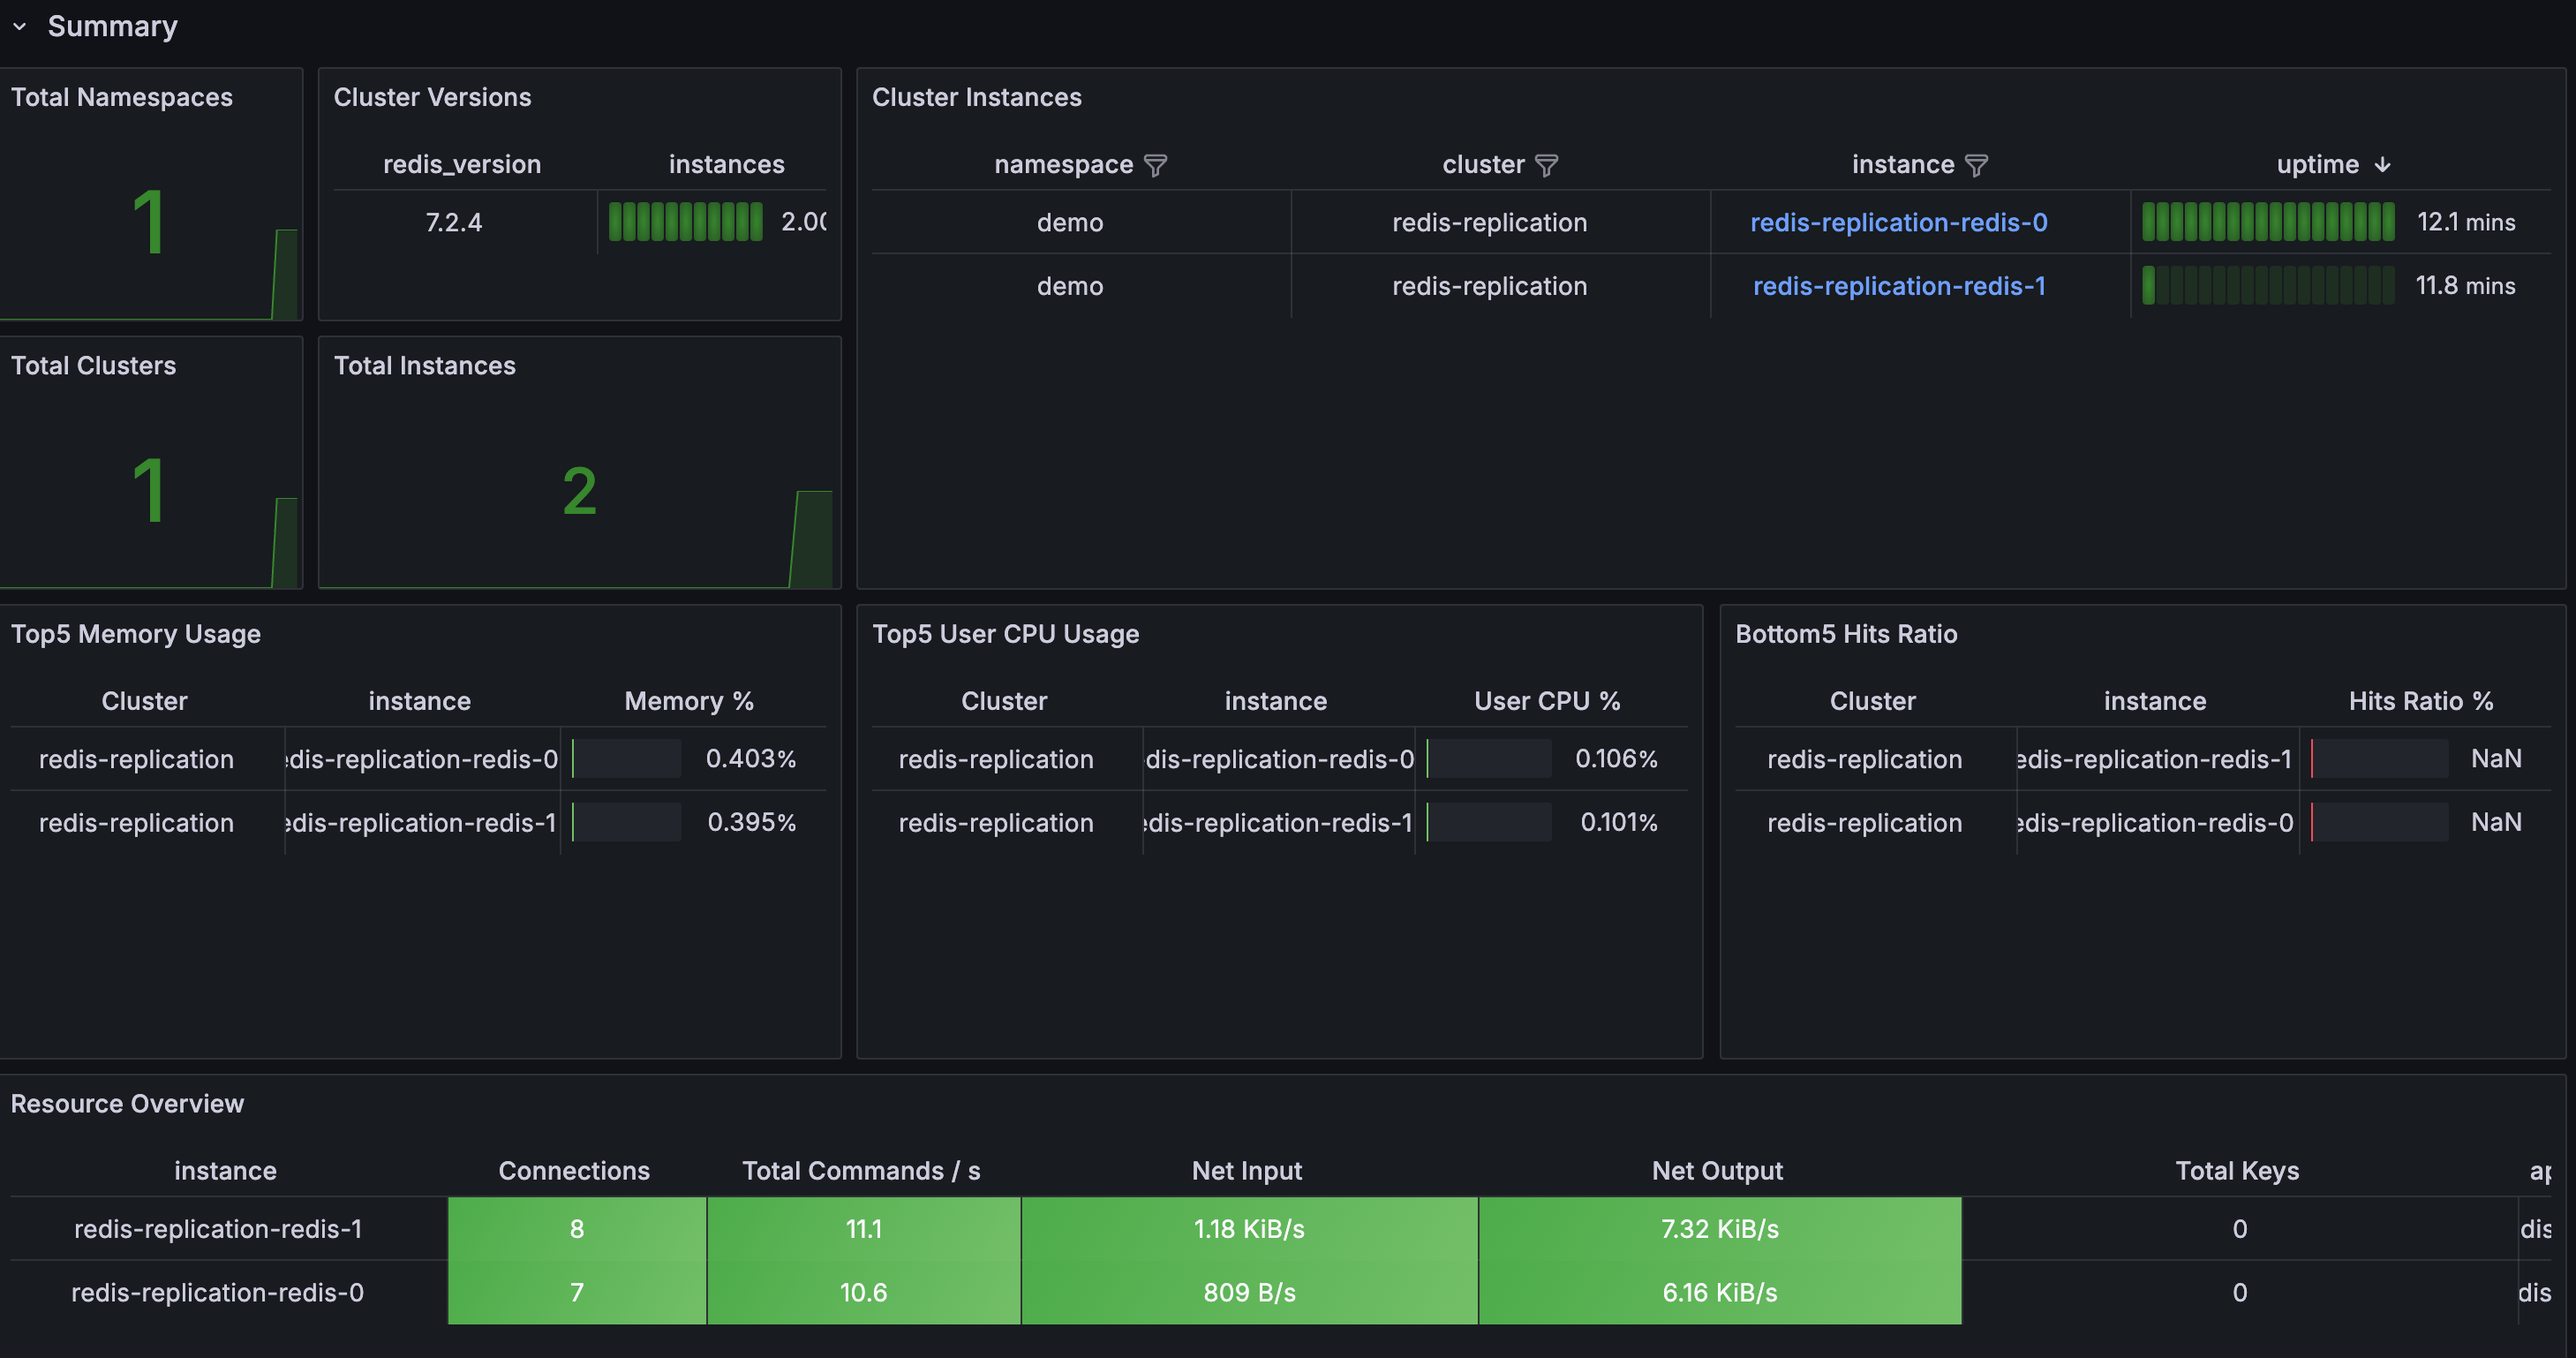 Summary
Total Namespaces
1
Cluster Versions
redis_version instances
7.2.4 2.00
Cluster Instances
namespace cluster instance uptime
demo redis-replication redis-replication-redis-0 12.1 mins
demo redis-replication redis-replication-redis-1 11.8 mins
Total Clusters
1
Total Instances
2
Top5 Memory Usage
Cluster instance Memory %
redis-replication edis-replication-redis-0 0.403%
redis-replication edis-replication-redis-1 0.395%
Top5 User CPU Usage
Cluster instance User CPU %
redis-replication dis-replication-redis-0 0.106%
redis-replication edis-replication-redis-1 0.101%
Bottom5 Hits Ratio
Cluster instance Hits Ratio %
redis-replication edis-replication-redis-1 NaN
redis-replication edis-replication-redis-0 NaN
Resource Overview
instance Connections Total Commands / s Net Input Net Output Total Keys
redis-replication-redis-1 8 11.1 1.18 KiB/s 7.32 KiB/s 0 dis
redis-replication-redis-0 7 10.6 809 B/s 6.16 KiB/s 0 dis